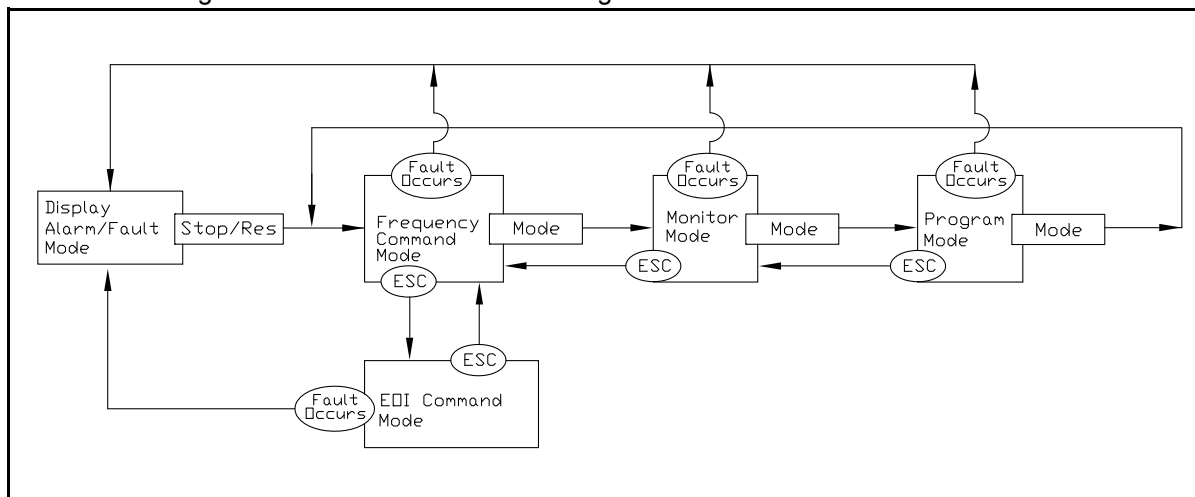 Fault
Occurs
Fault
Occurs
Fault
Occurs
Display
Alarm/Fault
Mode
Stop/Res
Frequency
Command
Mode
Mode
Monitor
Mode
Mode
Program
Mode
Mode
ESC
ESC
ESC
ESC
Fault
Occurs
EOI Command
Mode